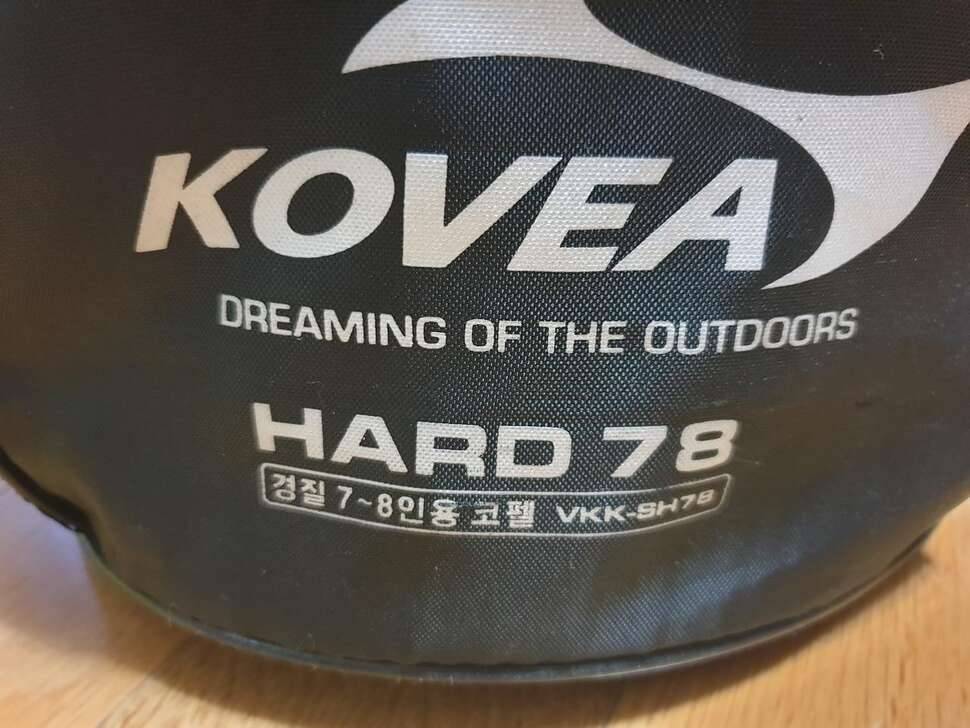 KOVEA
DREAMING OF THE OUTDOORS
HARD 78
경질 7~8인용 코펠 VKK-SH78